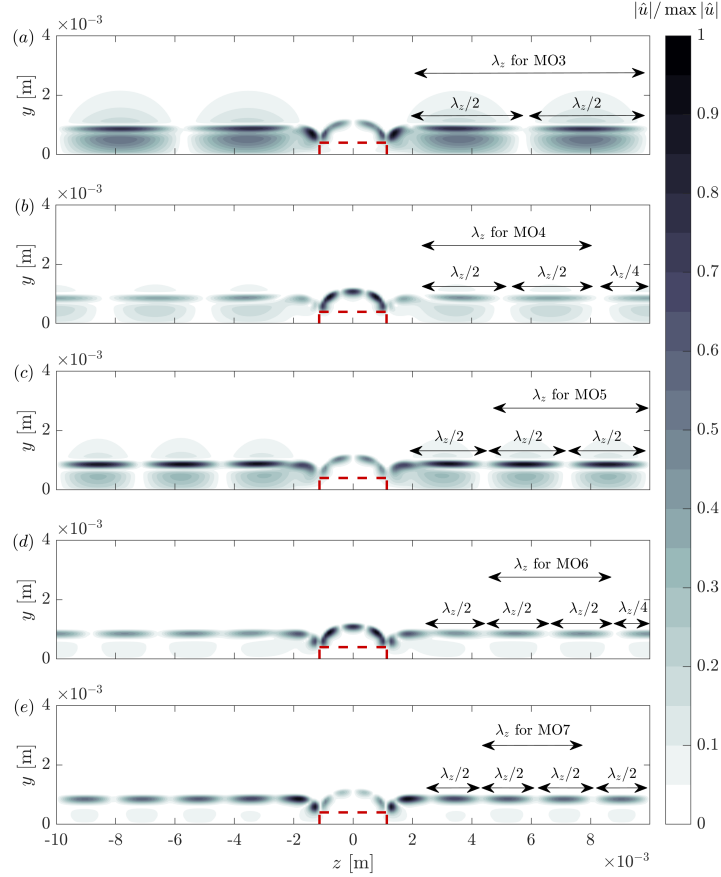 |û|/ max |û|
(a)
×10⁻³
y [m]
4
2
0
λz for MO3
λz/2
λz/2
(b)
×10⁻³
y [m]
4
2
0
λz for MO4
λz/2
λz/2
λz/4
(c)
×10⁻³
y [m]
4
2
0
λz for MO5
λz/2
λz/2
λz/2
(d)
×10⁻³
y [m]
4
2
0
λz for MO6
λz/2
λz/2
λz/2
λz/4
(e)
×10⁻³
y [m]
4
2
0
λz for MO7
λz/2
λz/2
λz/2
λz/2
-10
-8
-6
-4
-2
0
2
4
6
8
z [m]
×10⁻³
1
0.9
0.8
0.7
0.6
0.5
0.4
0.3
0.2
0.1
0